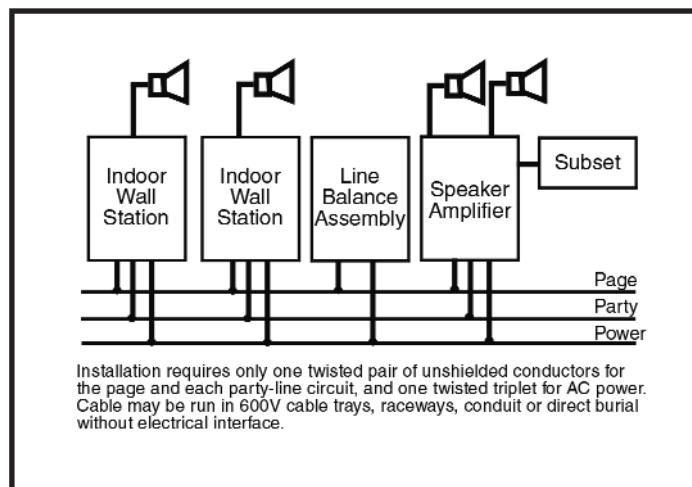 Indoor
Wall
Station
Indoor
Wall
Station
Line
Balance
Assembly
Speaker
Amplifier
Subset
Page
Party
Power
Installation requires only one twisted pair of unshielded conductors for
the page and each party-line circuit, and one twisted triplet for AC power.
Cable may be run in 600V cable trays, raceways, conduit or direct burial
without electrical interface.